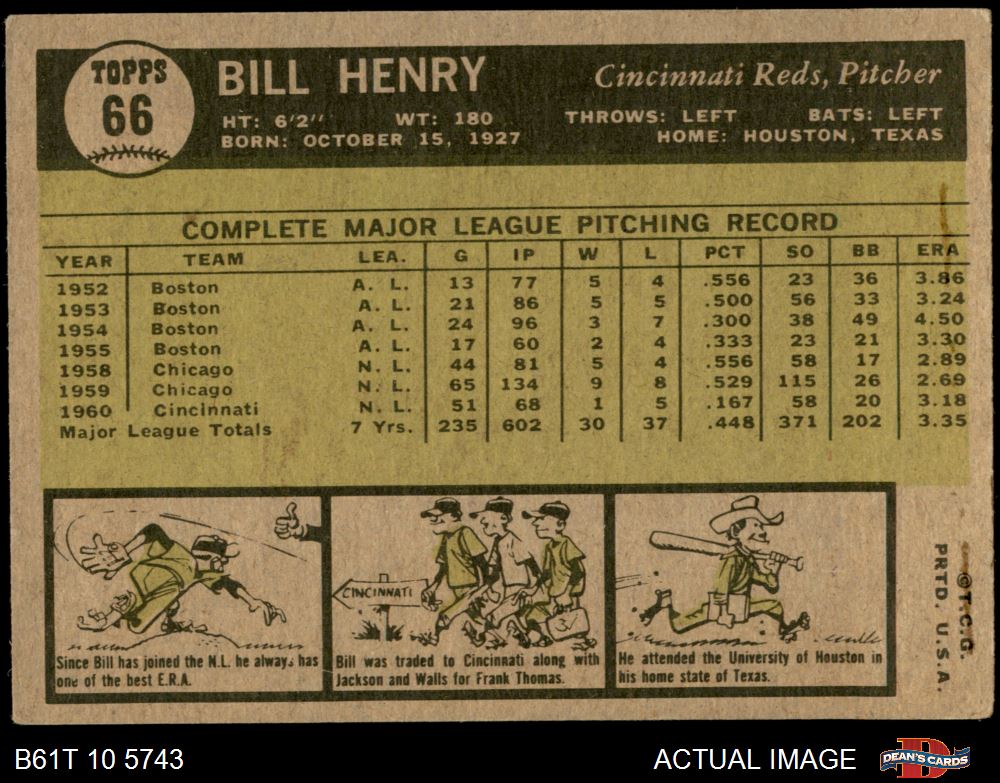 TOPPS
66
BILL HENRY
Cincinnati Reds, Pitcher
HT: 6'2" WT: 180 THROWS: LEFT BATS: LEFT
BORN: OCTOBER 15, 1927 HOME: HOUSTON, TEXAS
COMPLETE MAJOR LEAGUE PITCHING RECORD
YEAR TEAM LEA. G IP W L PCT SO BB ERA
1952 Boston A. L. 13 77 5 4 .556 23 36 3.86
1953 Boston A. L. 21 86 5 5 .500 56 33 3.24
1954 Boston A. L. 24 96 3 7 .300 38 49 4.50
1955 Boston A. L. 17 60 2 4 .333 23 21 3.30
1958 Chicago N. L. 44 81 5 4 .556 58 17 2.89
1959 Chicago N. L. 65 134 9 8 .529 115 26 2.69
1960 Cincinnati N. L. 51 68 1 5 .167 58 20 3.18
Major League Totals 7 Yrs. 235 602 30 37 .448 371 202 3.35
Since Bill has joined the N.L. he always has
one of the best E.R.A.
CINCINNATI
Bill was traded to Cincinnati along with
Jackson and Walls for Frank Thomas.
He attended the University of Houston in
his home state of Texas.
©T.C.G.
PRTD. U.S.A.
B61T 10 5743
ACTUAL IMAGE
D
DEAN'S CARDS